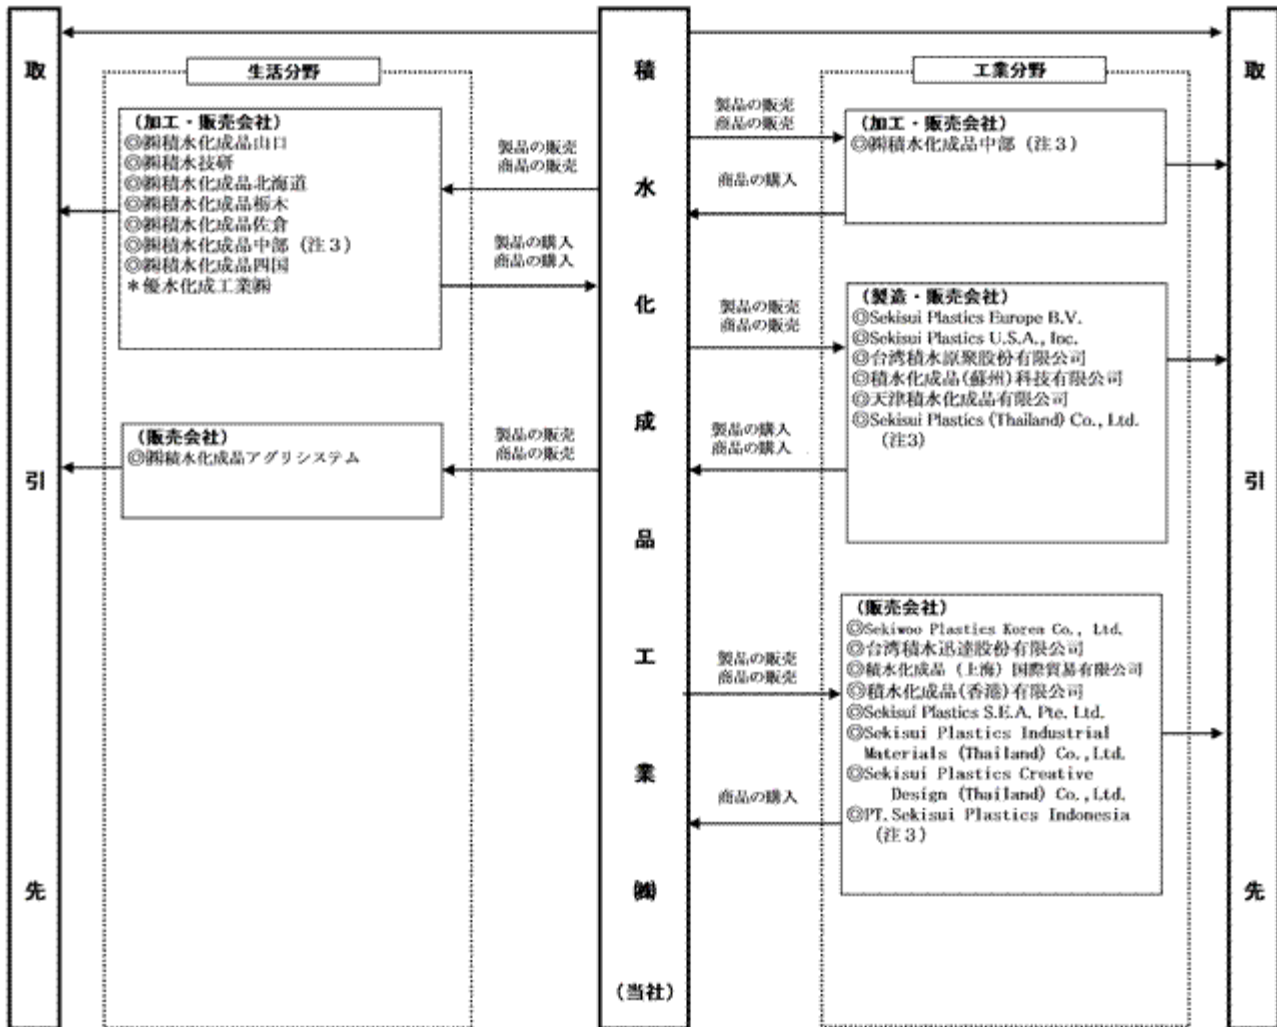 取引先
生活分野
(加工・販売会社)
◎㈱積水化成品山口
◎㈱積水技研
◎㈱積水化成品北海道
◎㈱積水化成品栃木
◎㈱積水化成品佐倉
◎㈱積水化成品中部 (注3)
◎㈱積水化成品四国
*優水化成工業㈱
製品の販売
商品の販売
製品の購入
商品の購入
(販売会社)
◎㈱積水化成品アグリシステム
製品の販売
商品の販売
積水化成品工業㈱
(当社)
工業分野
製品の販売
商品の販売
商品の購入
(加工・販売会社)
◎㈱積水化成品中部 (注3)
製品の販売
商品の販売
製品の購入
商品の購入
(製造・販売会社)
◎Sekisui Plastics Europe B.V.
◎Sekisui Plastics U.S.A., Inc.
◎台湾積水原聚股份有限公司
◎積水化成品(蘇州)科技有限公司
◎天津積水化成品有限公司
◎Sekisui Plastics (Thailand) Co., Ltd.
(注3)
製品の販売
商品の販売
商品の購入
(販売会社)
◎Sekiwoo Plastics Korea Co., Ltd.
◎台湾積水迅達股份有限公司
◎積水化成品 (上海) 国際貿易有限公司
◎積水化成品(香港)有限公司
◎Sekisui Plastics S.E.A. Pte. Ltd.
◎Sekisui Plastics Industrial
Materials (Thailand) Co.,Ltd.
◎Sekisui Plastics Creative
Design (Thailand) Co.,Ltd.
◎PT.Sekisui Plastics Indonesia
(注3)
取引先